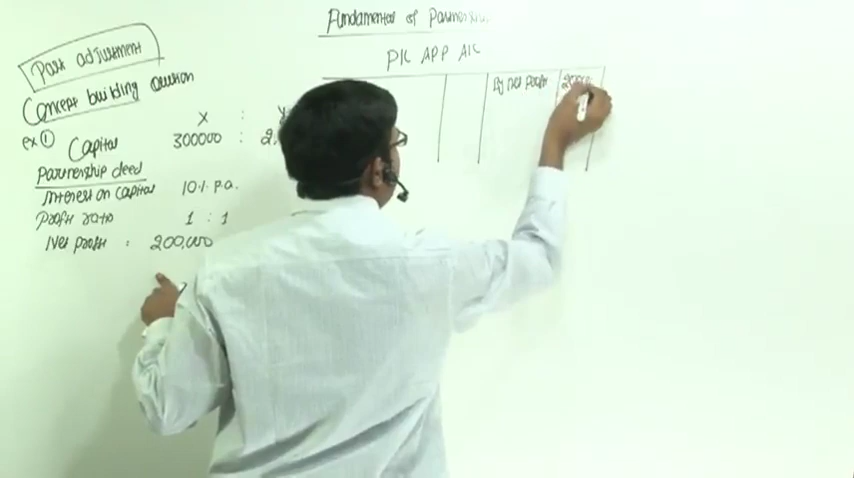 Fundamental of Partnership
Past adjustment
P/L APP A/C
Concept building Question
By net profit
ex ①
X :
Capital 300000 : 2,
Partnership deed
Interest on capital 10% p.a.
Profit ratio 1 : 1
Net profit : 200,000